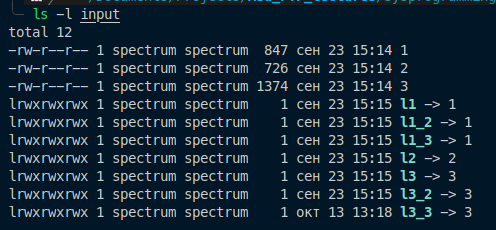 ls -l input
total 12
-rw-r--r-- 1 spectrum spectrum 847 сен 23 15:14 1
-rw-r--r-- 1 spectrum spectrum 726 сен 23 15:14 2
-rw-r--r-- 1 spectrum spectrum 1374 сен 23 15:14 3
lrwxrwxrwx 1 spectrum spectrum 1 сен 23 15:15 l1 -> 1
lrwxrwxrwx 1 spectrum spectrum 1 сен 23 15:15 l1_2 -> 1
lrwxrwxrwx 1 spectrum spectrum 1 сен 23 15:15 l1_3 -> 1
lrwxrwxrwx 1 spectrum spectrum 1 сен 23 15:15 l2 -> 2
lrwxrwxrwx 1 spectrum spectrum 1 сен 23 15:15 l3 -> 3
lrwxrwxrwx 1 spectrum spectrum 1 сен 23 15:15 l3_2 -> 3
lrwxrwxrwx 1 spectrum spectrum 1 окт 13 13:18 l3_3 -> 3